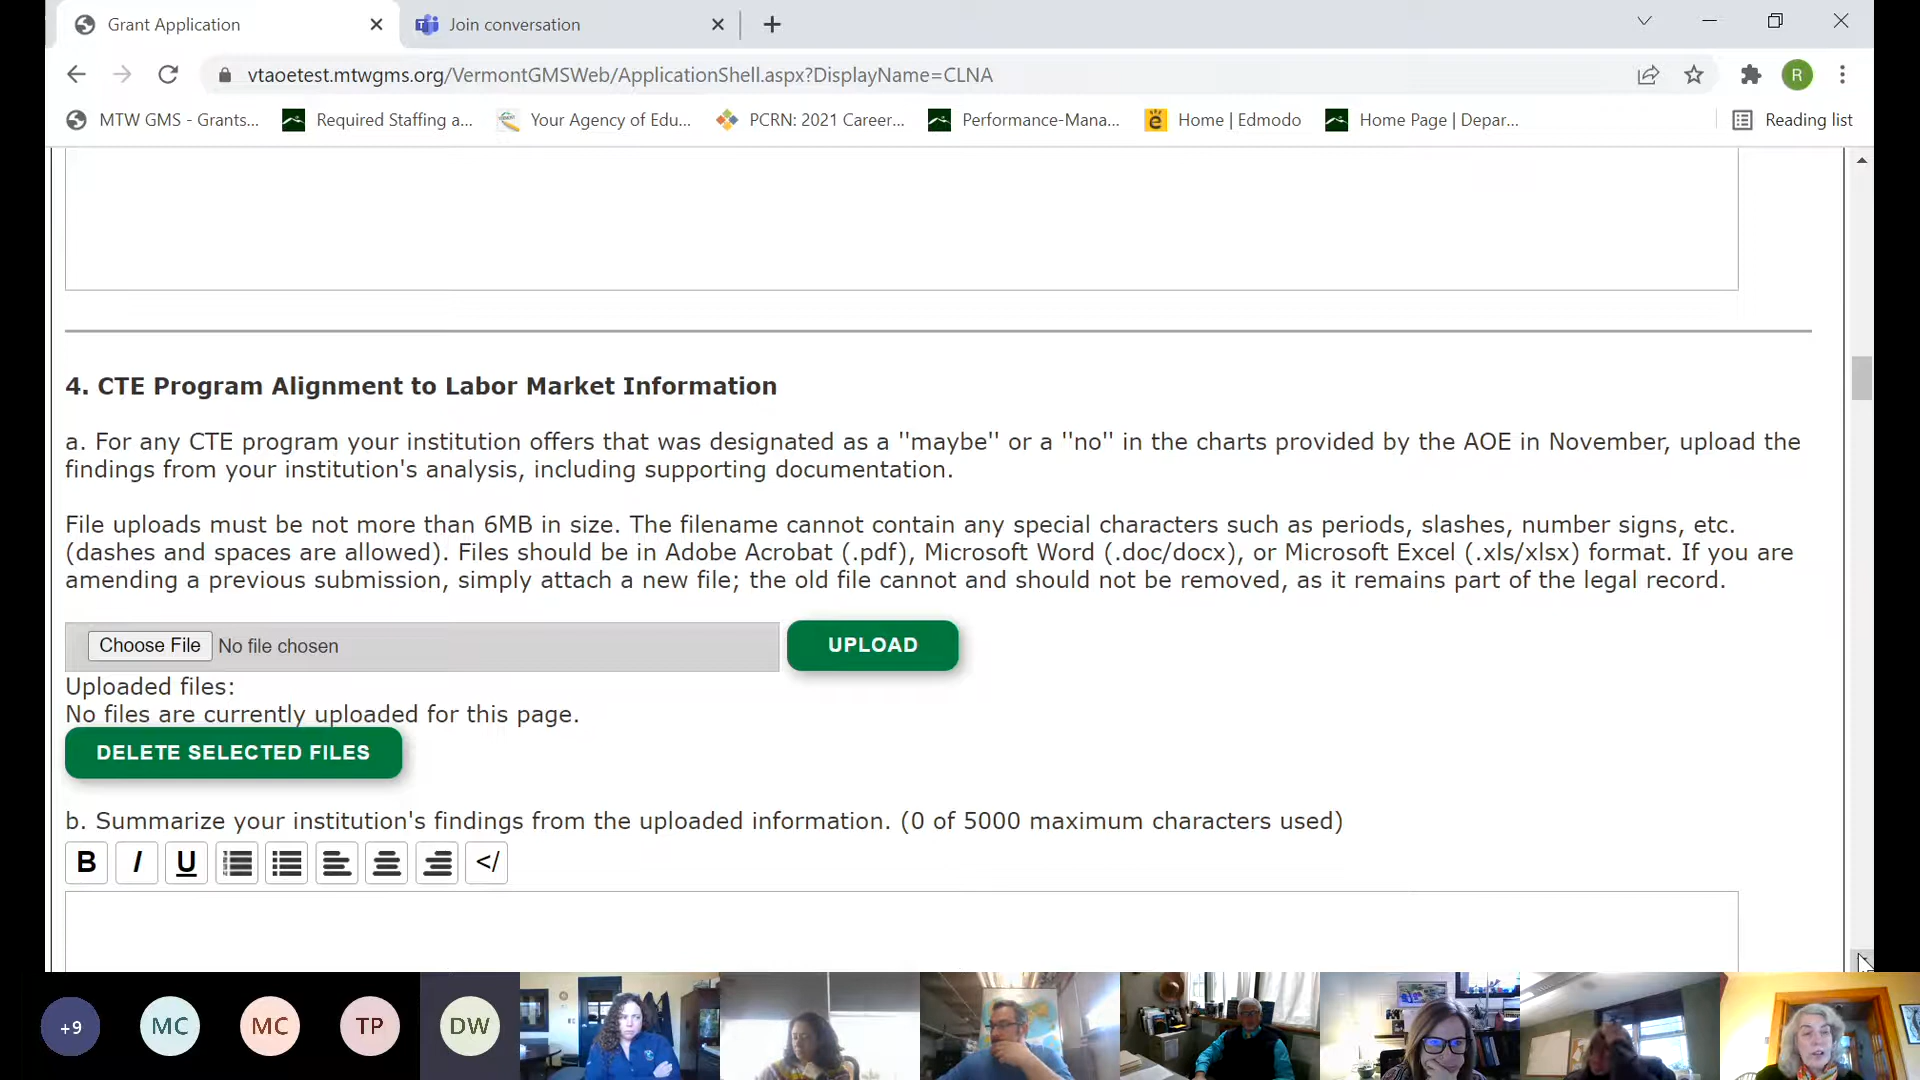 Grant Application
Join conversation
vtaoetest.mtwgms.org/VermontGMSWeb/ApplicationShell.aspx?DisplayName=CLNA
R
MTW GMS - Grants...
Required Staffing a...
Your Agency of Edu...
PCRN: 2021 Career...
Performance-Mana...
Home | Edmodo
Home Page | Depar...
Reading list
4. CTE Program Alignment to Labor Market Information
a. For any CTE program your institution offers that was designated as a "maybe" or a "no" in the charts provided by the AOE in November, upload the
findings from your institution's analysis, including supporting documentation.
File uploads must be not more than 6MB in size. The filename cannot contain any special characters such as periods, slashes, number signs, etc.
(dashes and spaces are allowed). Files should be in Adobe Acrobat (.pdf), Microsoft Word (.doc/docx), or Microsoft Excel (.xls/xlsx) format. If you are
amending a previous submission, simply attach a new file; the old file cannot and should not be removed, as it remains part of the legal record.
Choose File No file chosen
UPLOAD
Uploaded files:
No files are currently uploaded for this page.
DELETE SELECTED FILES
b. Summarize your institution's findings from the uploaded information. (0 of 5000 maximum characters used)
B I U </
+9
MC
MC
TP
DW